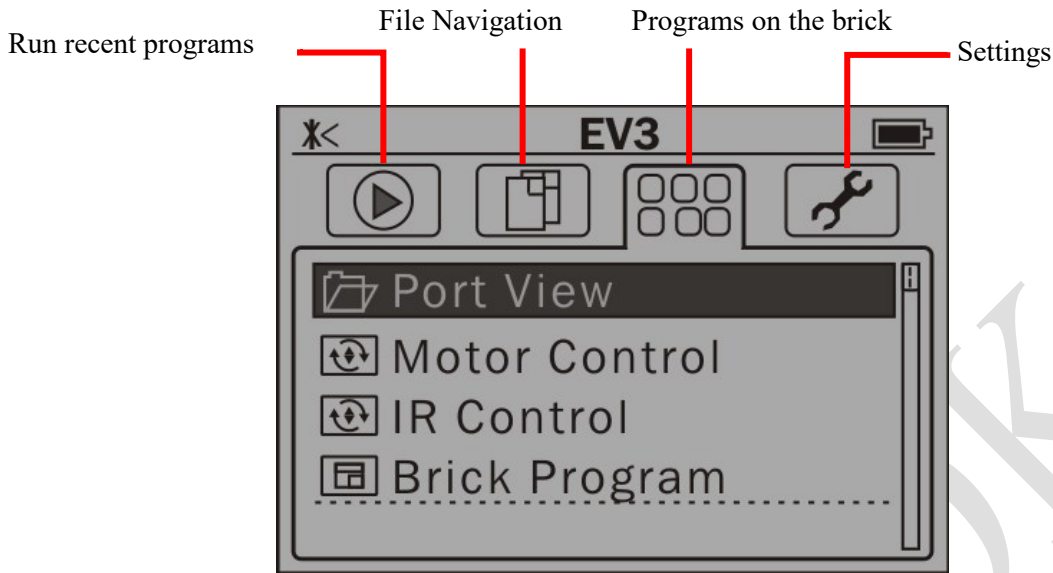 File Navigation
Programs on the brick
Run recent programs
Settings
EV3
Port View
Motor Control
IR Control
Brick Program